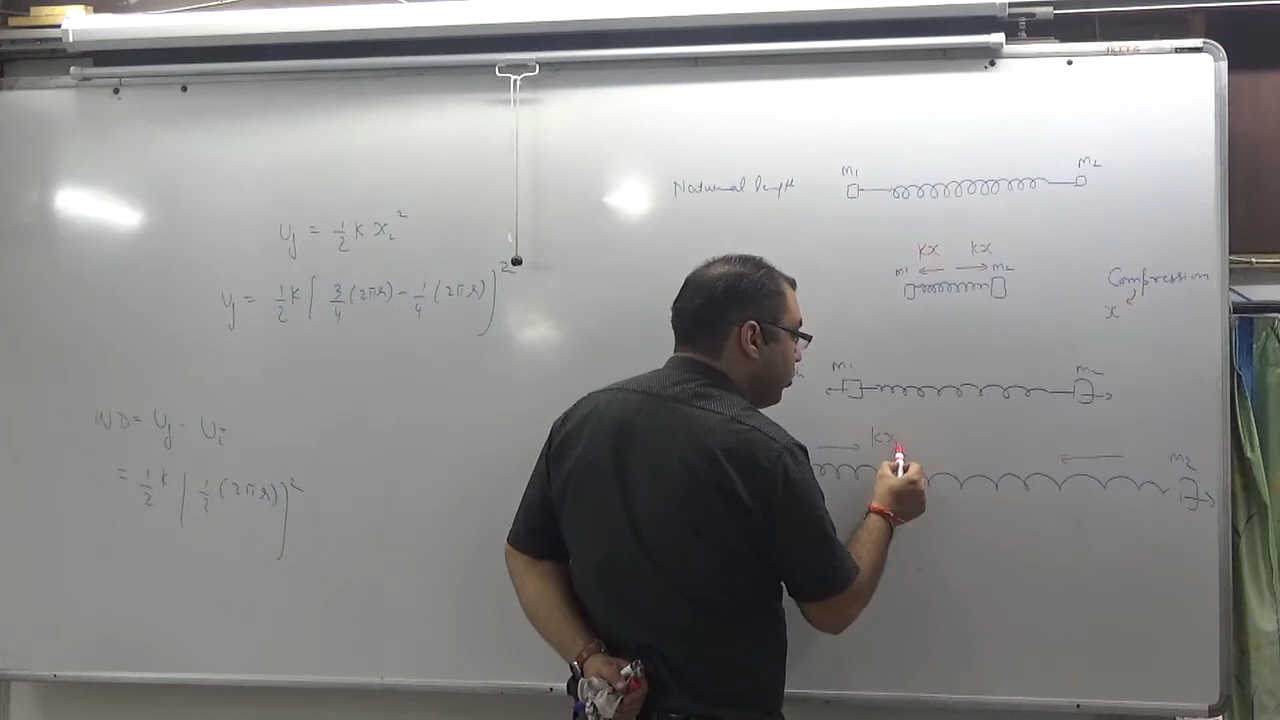 U_f = 1/2 K x_2^2
U_f = 1/2 K [ 3/4 (2πr) - 1/4 (2πr) ]^2
WD = U_f - U_i
= 1/2 K [ 1/2 (2πr) ]^2
Natural length
m1 m2
Kx Kx
m1 m2
Compression
x
m1 m2
Kx
m2